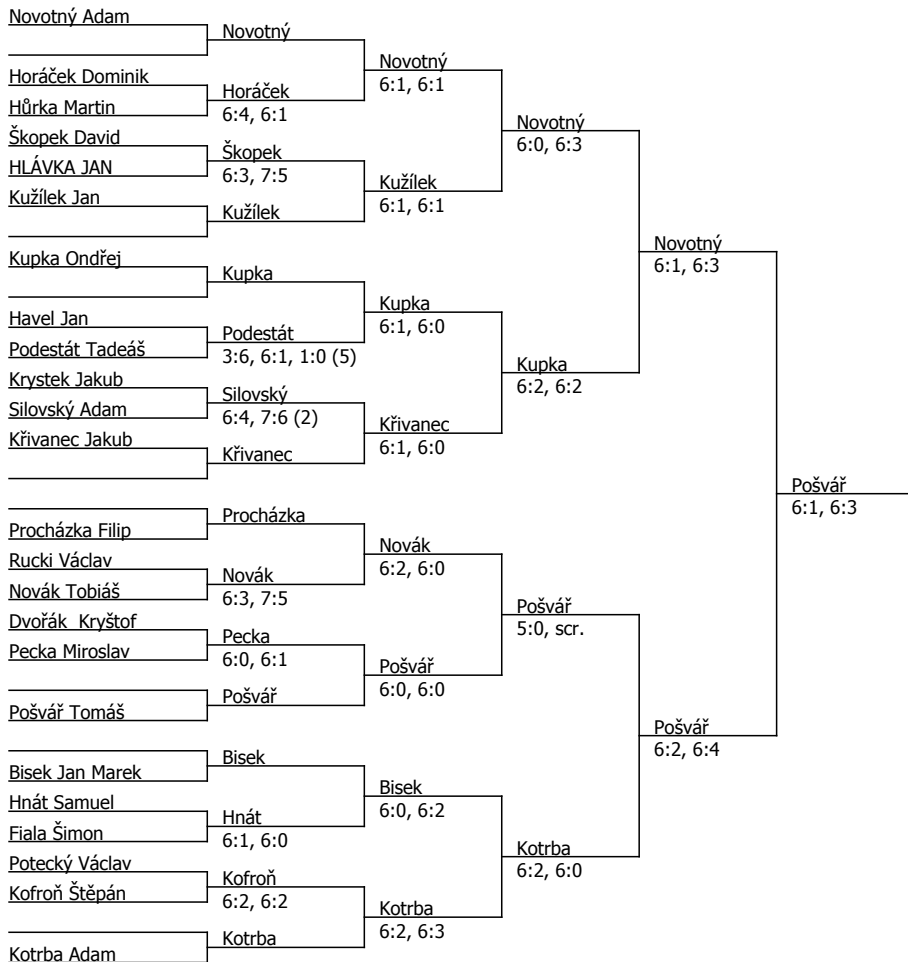 Novotný Adam
Novotný
Novotný
6:1, 6:1
Horáček Dominik
Horáček
6:4, 6:1
Hůrka Martin
Novotný
6:0, 6:3
Škopek David
Škopek
6:3, 7:5
HLÁVKA JAN
Kužílek
6:1, 6:1
Kužílek Jan
Kužílek
Novotný
6:1, 6:3
Kupka Ondřej
Kupka
Kupka
6:1, 6:0
Havel Jan
Podestát
3:6, 6:1, 1:0 (5)
Podestát Tadeáš
Kupka
6:2, 6:2
Krystek Jakub
Silovský
6:4, 7:6 (2)
Silovský Adam
Křivanec
6:1, 6:0
Křivanec Jakub
Křivanec
Pošvář
6:1, 6:3
Procházka
Procházka Filip
Novák
6:2, 6:0
Rucki Václav
Novák
6:3, 7:5
Novák Tobiáš
Pošvář
5:0, scr.
Dvořák  Kryštof
Pecka
6:0, 6:1
Pecka Miroslav
Pošvář
6:0, 6:0
Pošvář
Pošvář Tomáš
Pošvář
6:2, 6:4
Bisek
Bisek Jan Marek
Bisek
6:0, 6:2
Hnát Samuel
Hnát
6:1, 6:0
Fiala Šimon
Kotrba
6:2, 6:0
Potecký Václav
Kofroň
6:2, 6:2
Kofroň Štěpán
Kotrba
6:2, 6:3
Kotrba
Kotrba Adam